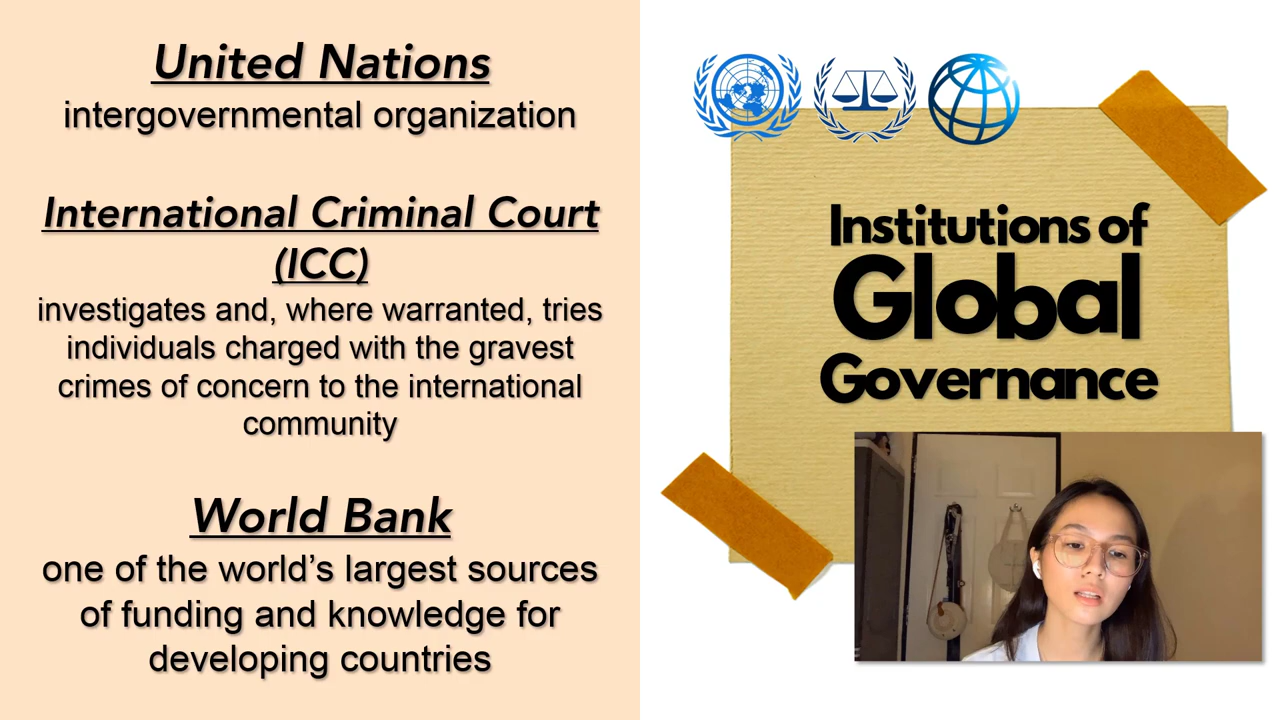 United Nations
intergovernmental organization
International Criminal Court
(ICC)
investigates and, where warranted, tries
individuals charged with the gravest
crimes of concern to the international
community
World Bank
one of the world’s largest sources
of funding and knowledge for
developing countries
Institutions of
Global
Governance